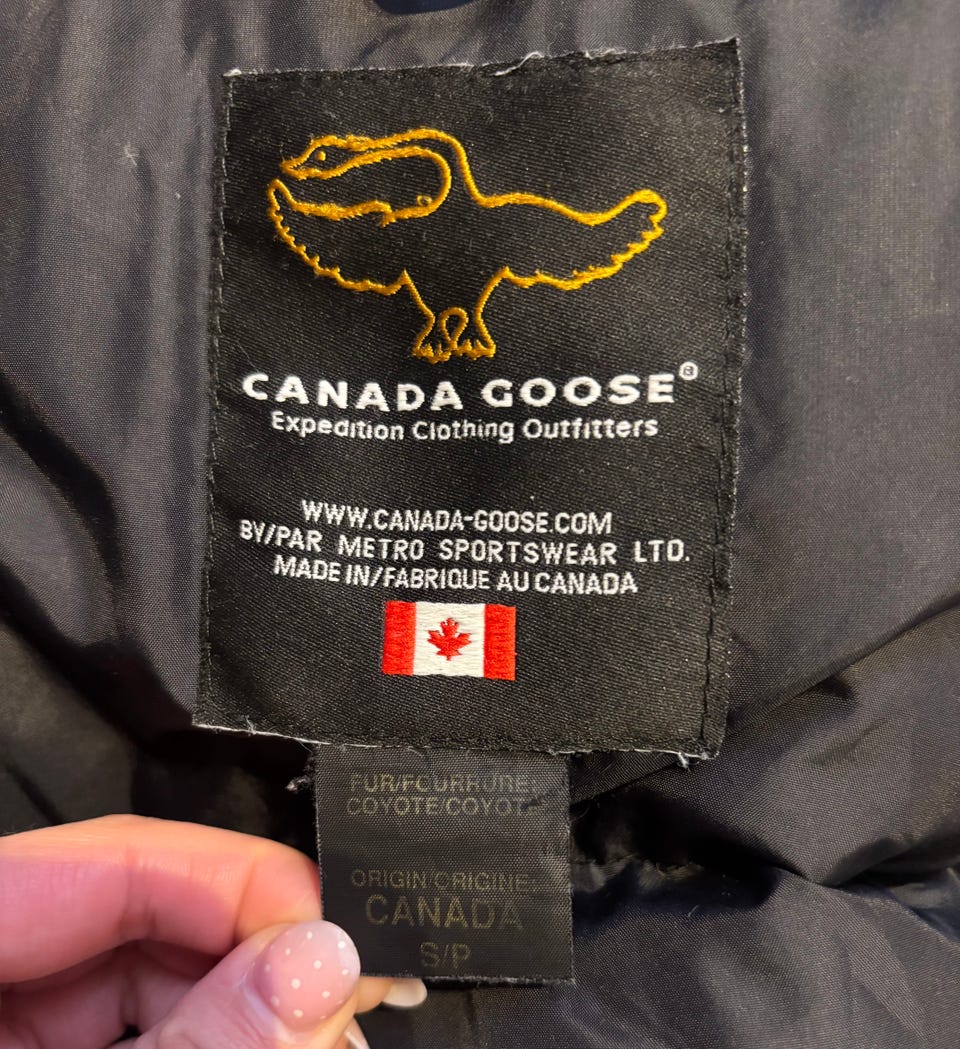 CANADA GOOSE®
Expedition Clothing Outfitters
WWW.CANADA-GOOSE.COM
BY/PAR METRO SPORTSWEAR LTD.
MADE IN/FABRIQUE AU CANADA
FUR/FOURRURE:
COYOTE/COYOTE
ORIGIN/ORIGINE:
CANADA
S/P